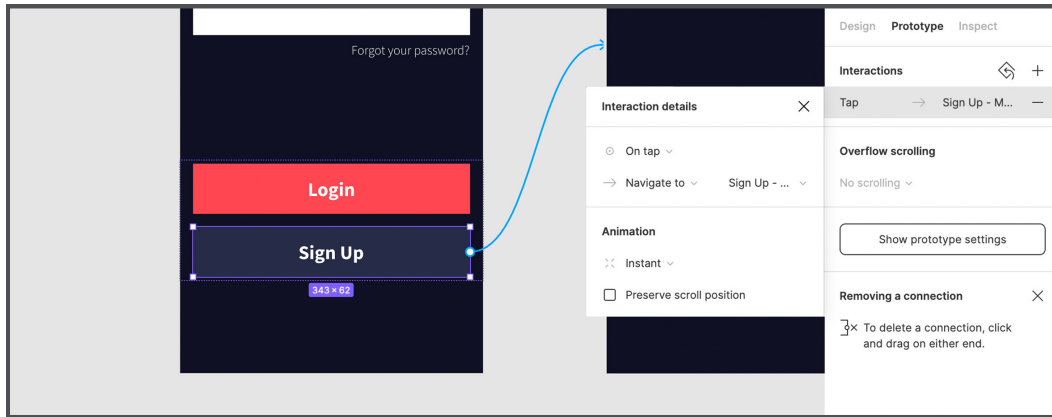 Forgot your password?
Login
Sign Up
343 × 62
Interaction details
On tap
Navigate to Sign Up - ...
Animation
Instant
Preserve scroll position
Design Prototype Inspect
Interactions
Tap Sign Up - M...
Overflow scrolling
No scrolling
Show prototype settings
Removing a connection
To delete a connection, click
and drag on either end.